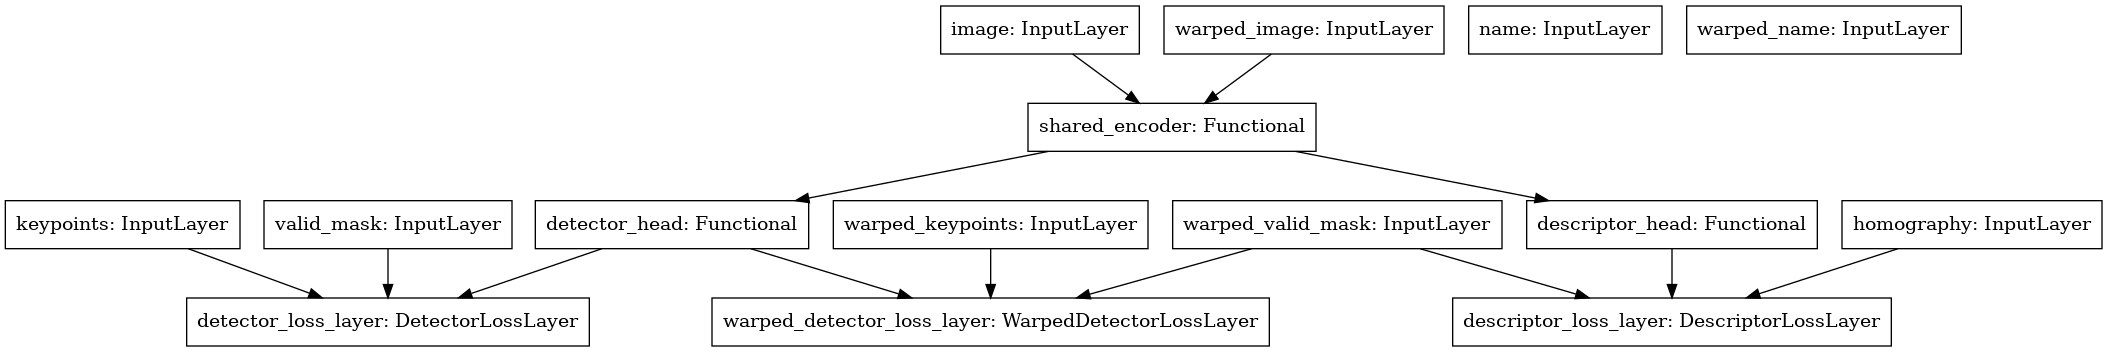 image: InputLayer
warped_image: InputLayer
name: InputLayer
warped_name: InputLayer
shared_encoder: Functional
keypoints: InputLayer
valid_mask: InputLayer
detector_head: Functional
warped_keypoints: InputLayer
warped_valid_mask: InputLayer
descriptor_head: Functional
homography: InputLayer
detector_loss_layer: DetectorLossLayer
warped_detector_loss_layer: WarpedDetectorLossLayer
descriptor_loss_layer: DescriptorLossLayer